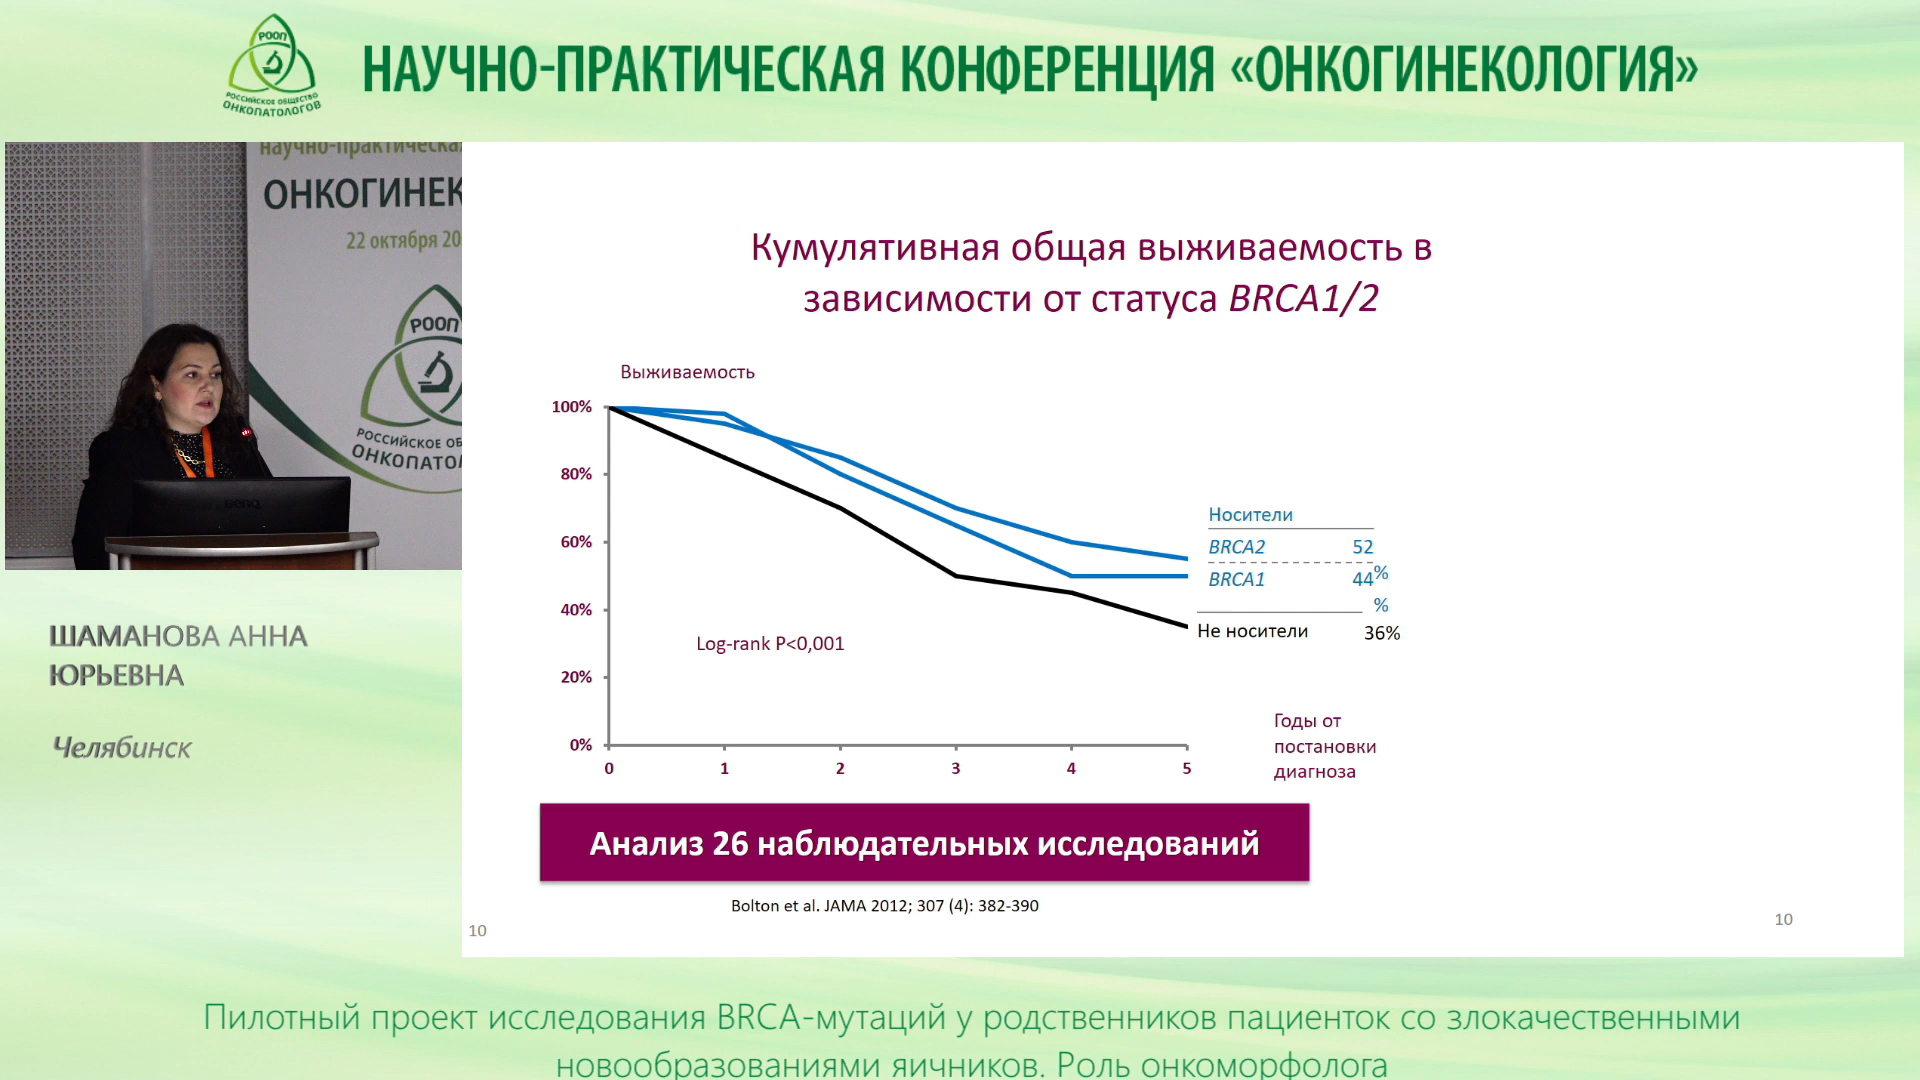 РООП
РОССИЙСКОЕ ОБЩЕСТВО
ОНКОПАТОЛОГОВ
НАУЧНО-ПРАКТИЧЕСКАЯ КОНФЕРЕНЦИЯ «ОНКОГИНЕКОЛОГИЯ»
научно-практическа
ОНКОГИНЕК
22 октября 20
РООП
РОССИЙСКОЕ ОБ
ОНКОПАТОЛ
BenQ
ШАМАНОВА АННА
ЮРЬЕВНА
Челябинск
Кумулятивная общая выживаемость в
зависимости от статуса BRCA1/2
Выживаемость
100%
80%
60%
40%
20%
0%
0 1 2 3 4 5
Log-rank P<0,001
Носители
BRCA2 52
%
BRCA1 44
%
Не носители 36%
Годы от
постановки
диагноза
Анализ 26 наблюдательных исследований
Bolton et al. JAMA 2012; 307 (4): 382-390
10
10
Пилотный проект исследования BRCA-мутаций у родственников пациенток со злокачественными
новообразованиями яичников. Роль онкоморфолога